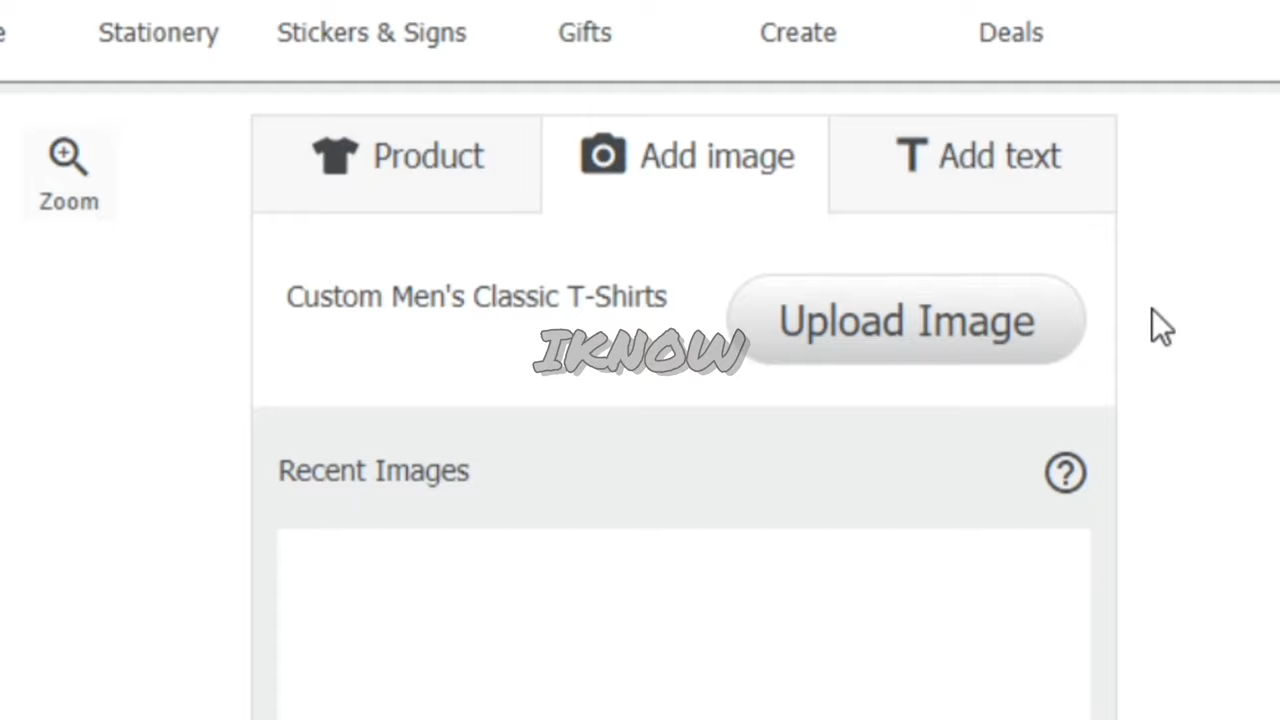 Stationery Stickers & Signs Gifts Create Deals
Zoom
Product Add image Add text
Custom Men's Classic T-Shirts
Upload Image
IKNOW
Recent Images